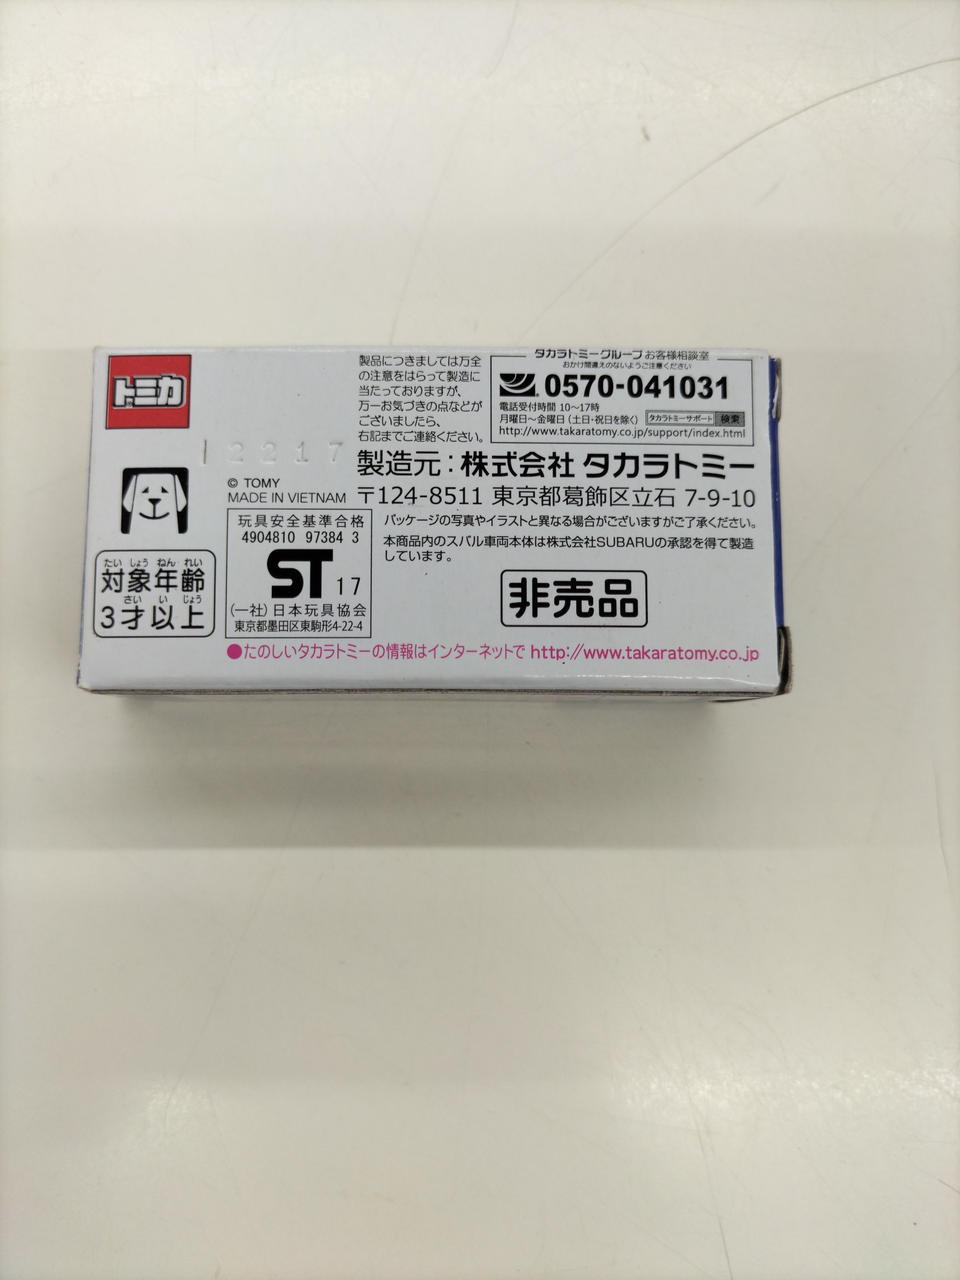 トミカ
12217
© TOMY
MADE IN VIETNAM
たい しょう ねん れい
対象年齢
さい い じょう
3才以上
玩具安全基準合格
4904810 97384 3
ST 17
(一社)日本玩具協会
東京都墨田区東駒形4-22-4
製品につきましては万全
の注意をはらって製造に
当たっておりますが、
万一お気づきの点などが
ございましたら、
右記までご連絡ください。
タカラトミーグループ お客様相談室
おかけ間違えのないようご注意ください
0570-041031
電話受付時間 10〜17時
月曜日〜金曜日(土日・祝日を除く) タカラトミーサポート 検索
http://www.takaratomy.co.jp/support/index.html
製造元:株式会社 タカラトミー
〒124-8511 東京都葛飾区立石 7-9-10
パッケージの写真やイラストと異なる場合がございますがご了承ください。
本商品内のスバル車両本体は株式会社SUBARUの承認を得て製造
しています。
非売品
●たのしいタカラトミーの情報はインターネットで http://www.takaratomy.co.jp